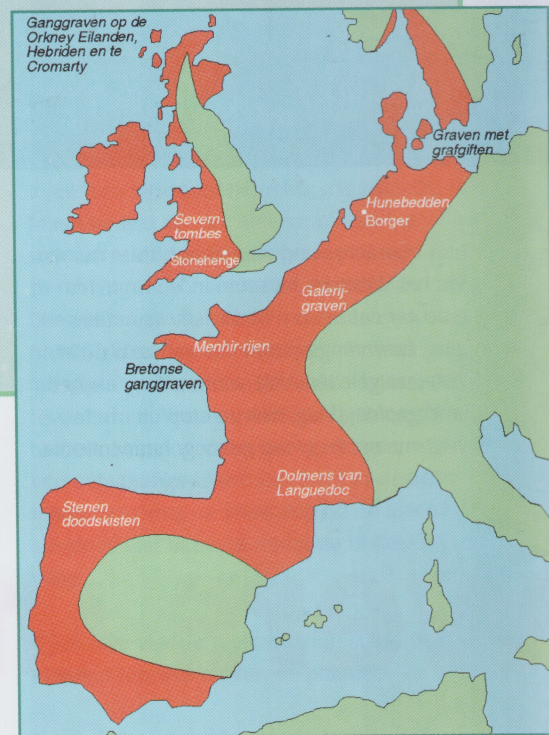 Ganggraven op de
Orkney Eilanden,
Hebriden en te
Cromarty
Graven met
grafgiften
Hunebedden
Borger
Severn-
tombes
Stonehenge
Galerij-
graven
Menhir-rijen
Bretonse
ganggraven
Dolmens van
Languedoc
Stenen
doodskisten